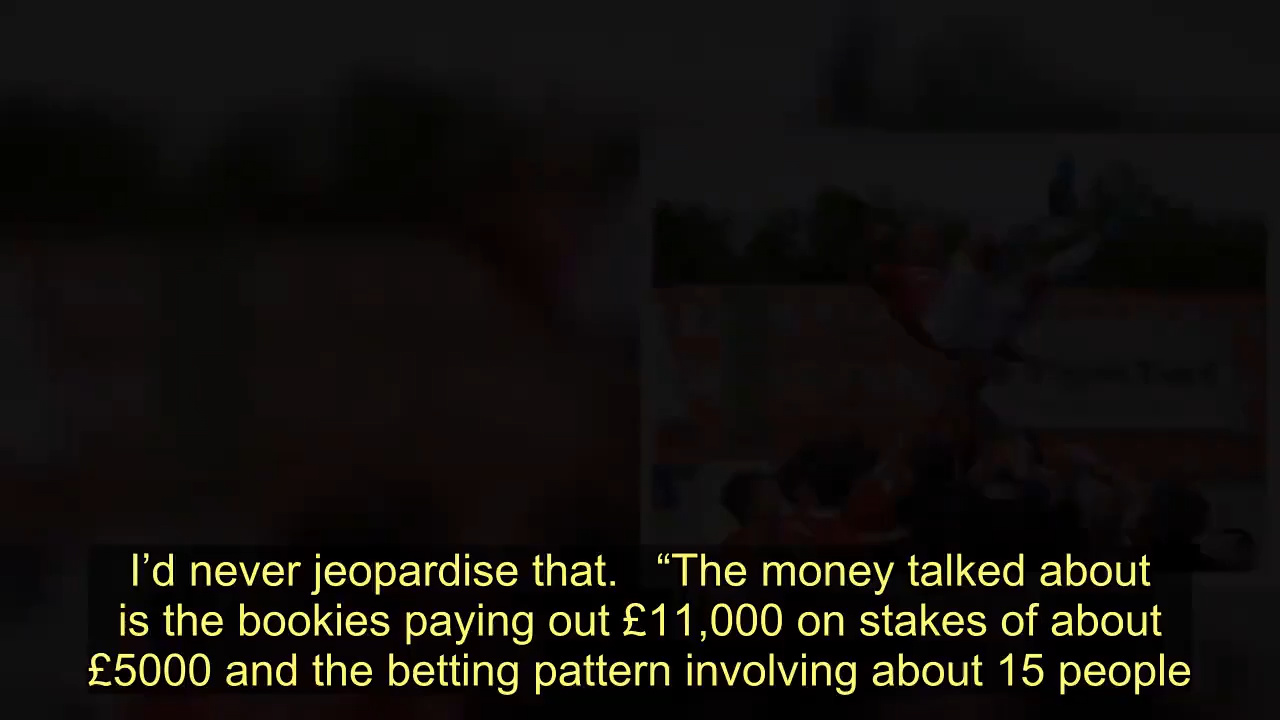 I’d never jeopardise that.   “The money talked about
is the bookies paying out £11,000 on stakes of about
£5000 and the betting pattern involving about 15 people